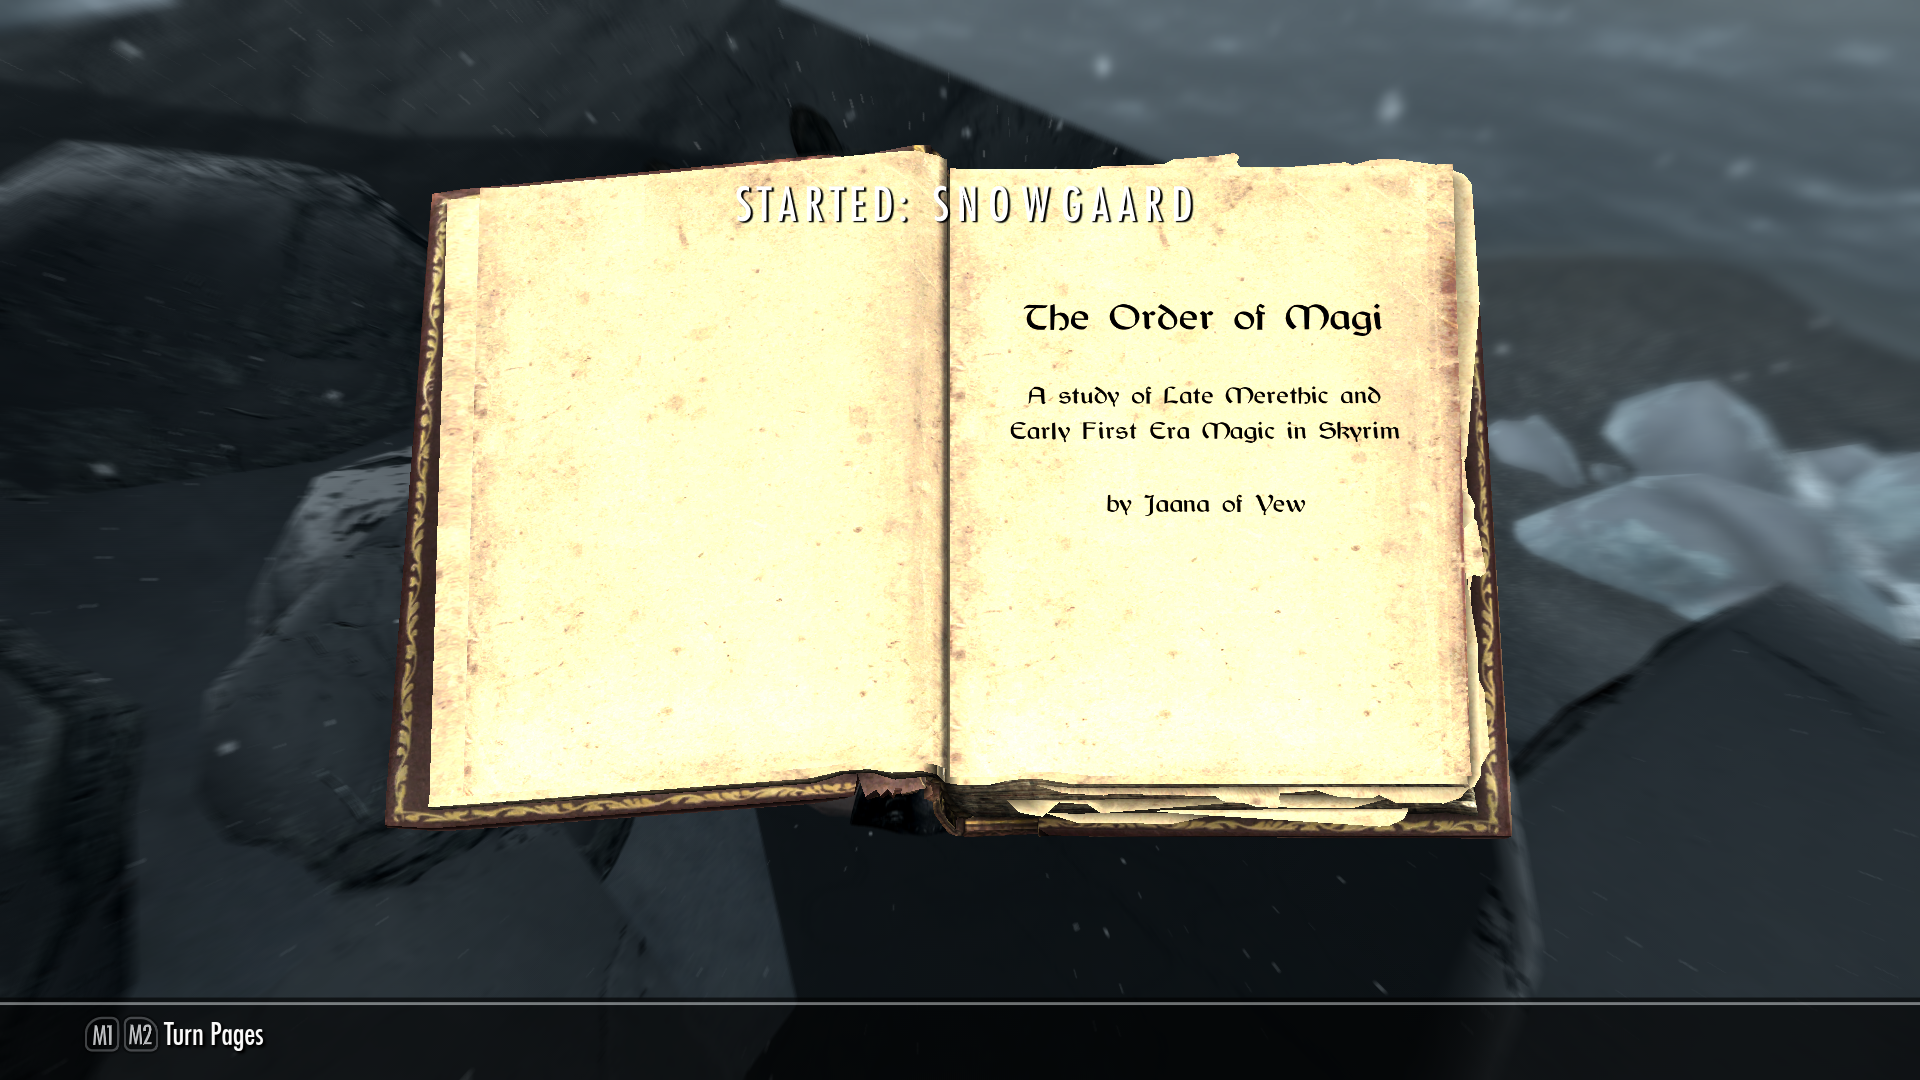 STARTED: SNOWGAARD
The Order of Magi
A study of Late Merethic and
Early First Era Magic in Skyrim
by Jaana of Yew
M1 M2 Turn Pages